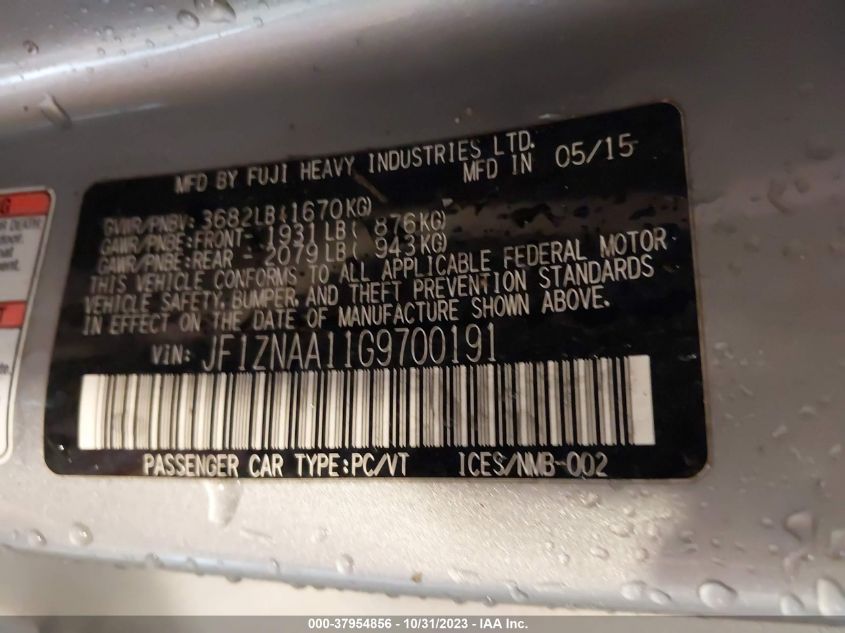 MFD BY FUJI HEAVY INDUSTRIES LTD.
MFD IN 05/15
GVWR/PNBV: 3682LB(1670KG)
GAWR/PNBE:FRONT- 1931LB( 876KG)
GAWR/PNBE:REAR - 2079LB( 943KG)
THIS VEHICLE CONFORMS TO ALL APPLICABLE FEDERAL MOTOR
VEHICLE SAFETY, BUMPER, AND THEFT PREVENTION STANDARDS
IN EFFECT ON THE DATE OF MANUFACTURE SHOWN ABOVE.
VIN: JF1ZNAA11G9700191
PASSENGER CAR TYPE:PC/VT ICES/NMB-002
000-37954856 - 10/31/2023 - IAA Inc.